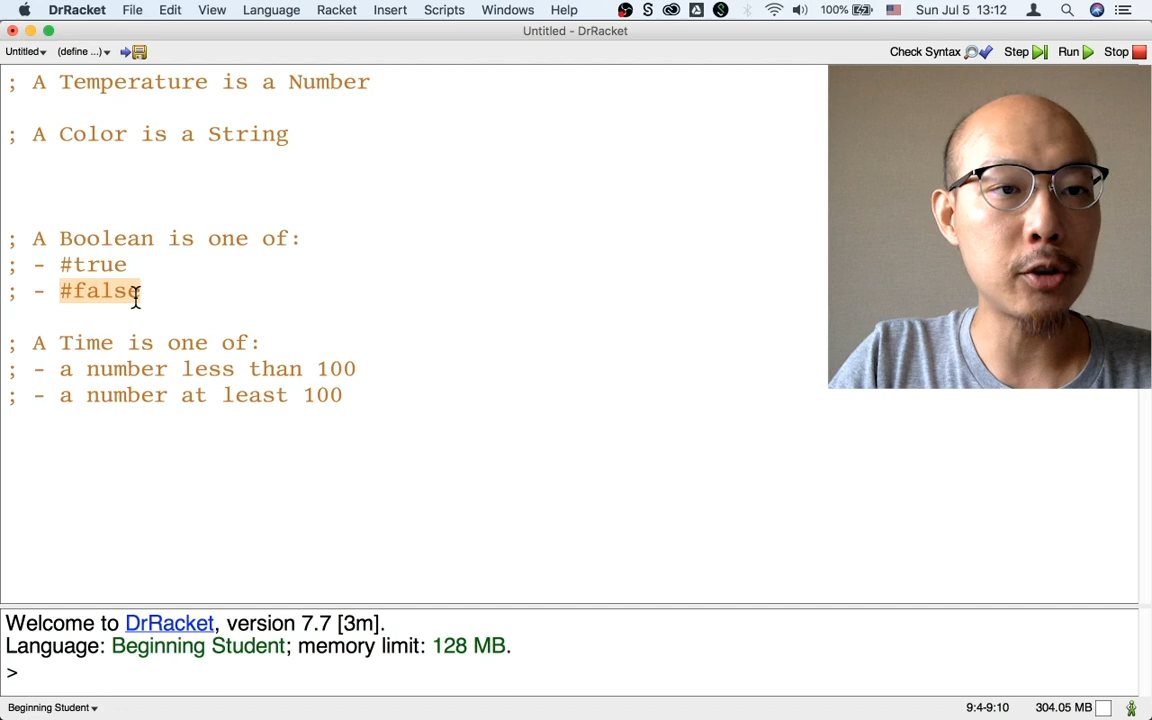 DrRacket File Edit View Language Racket Insert Scripts Windows Help 100% Sun Jul 5 13:12
Untitled - DrRacket
Untitled (define ...) Check Syntax Step Run Stop
; A Temperature is a Number
; A Color is a String
; A Boolean is one of:
; - #true
; - #false
; A Time is one of:
; - a number less than 100
; - a number at least 100
Welcome to DrRacket, version 7.7 [3m].
Language: Beginning Student; memory limit: 128 MB.
>
Beginning Student 9:4-9:10 304.05 MB